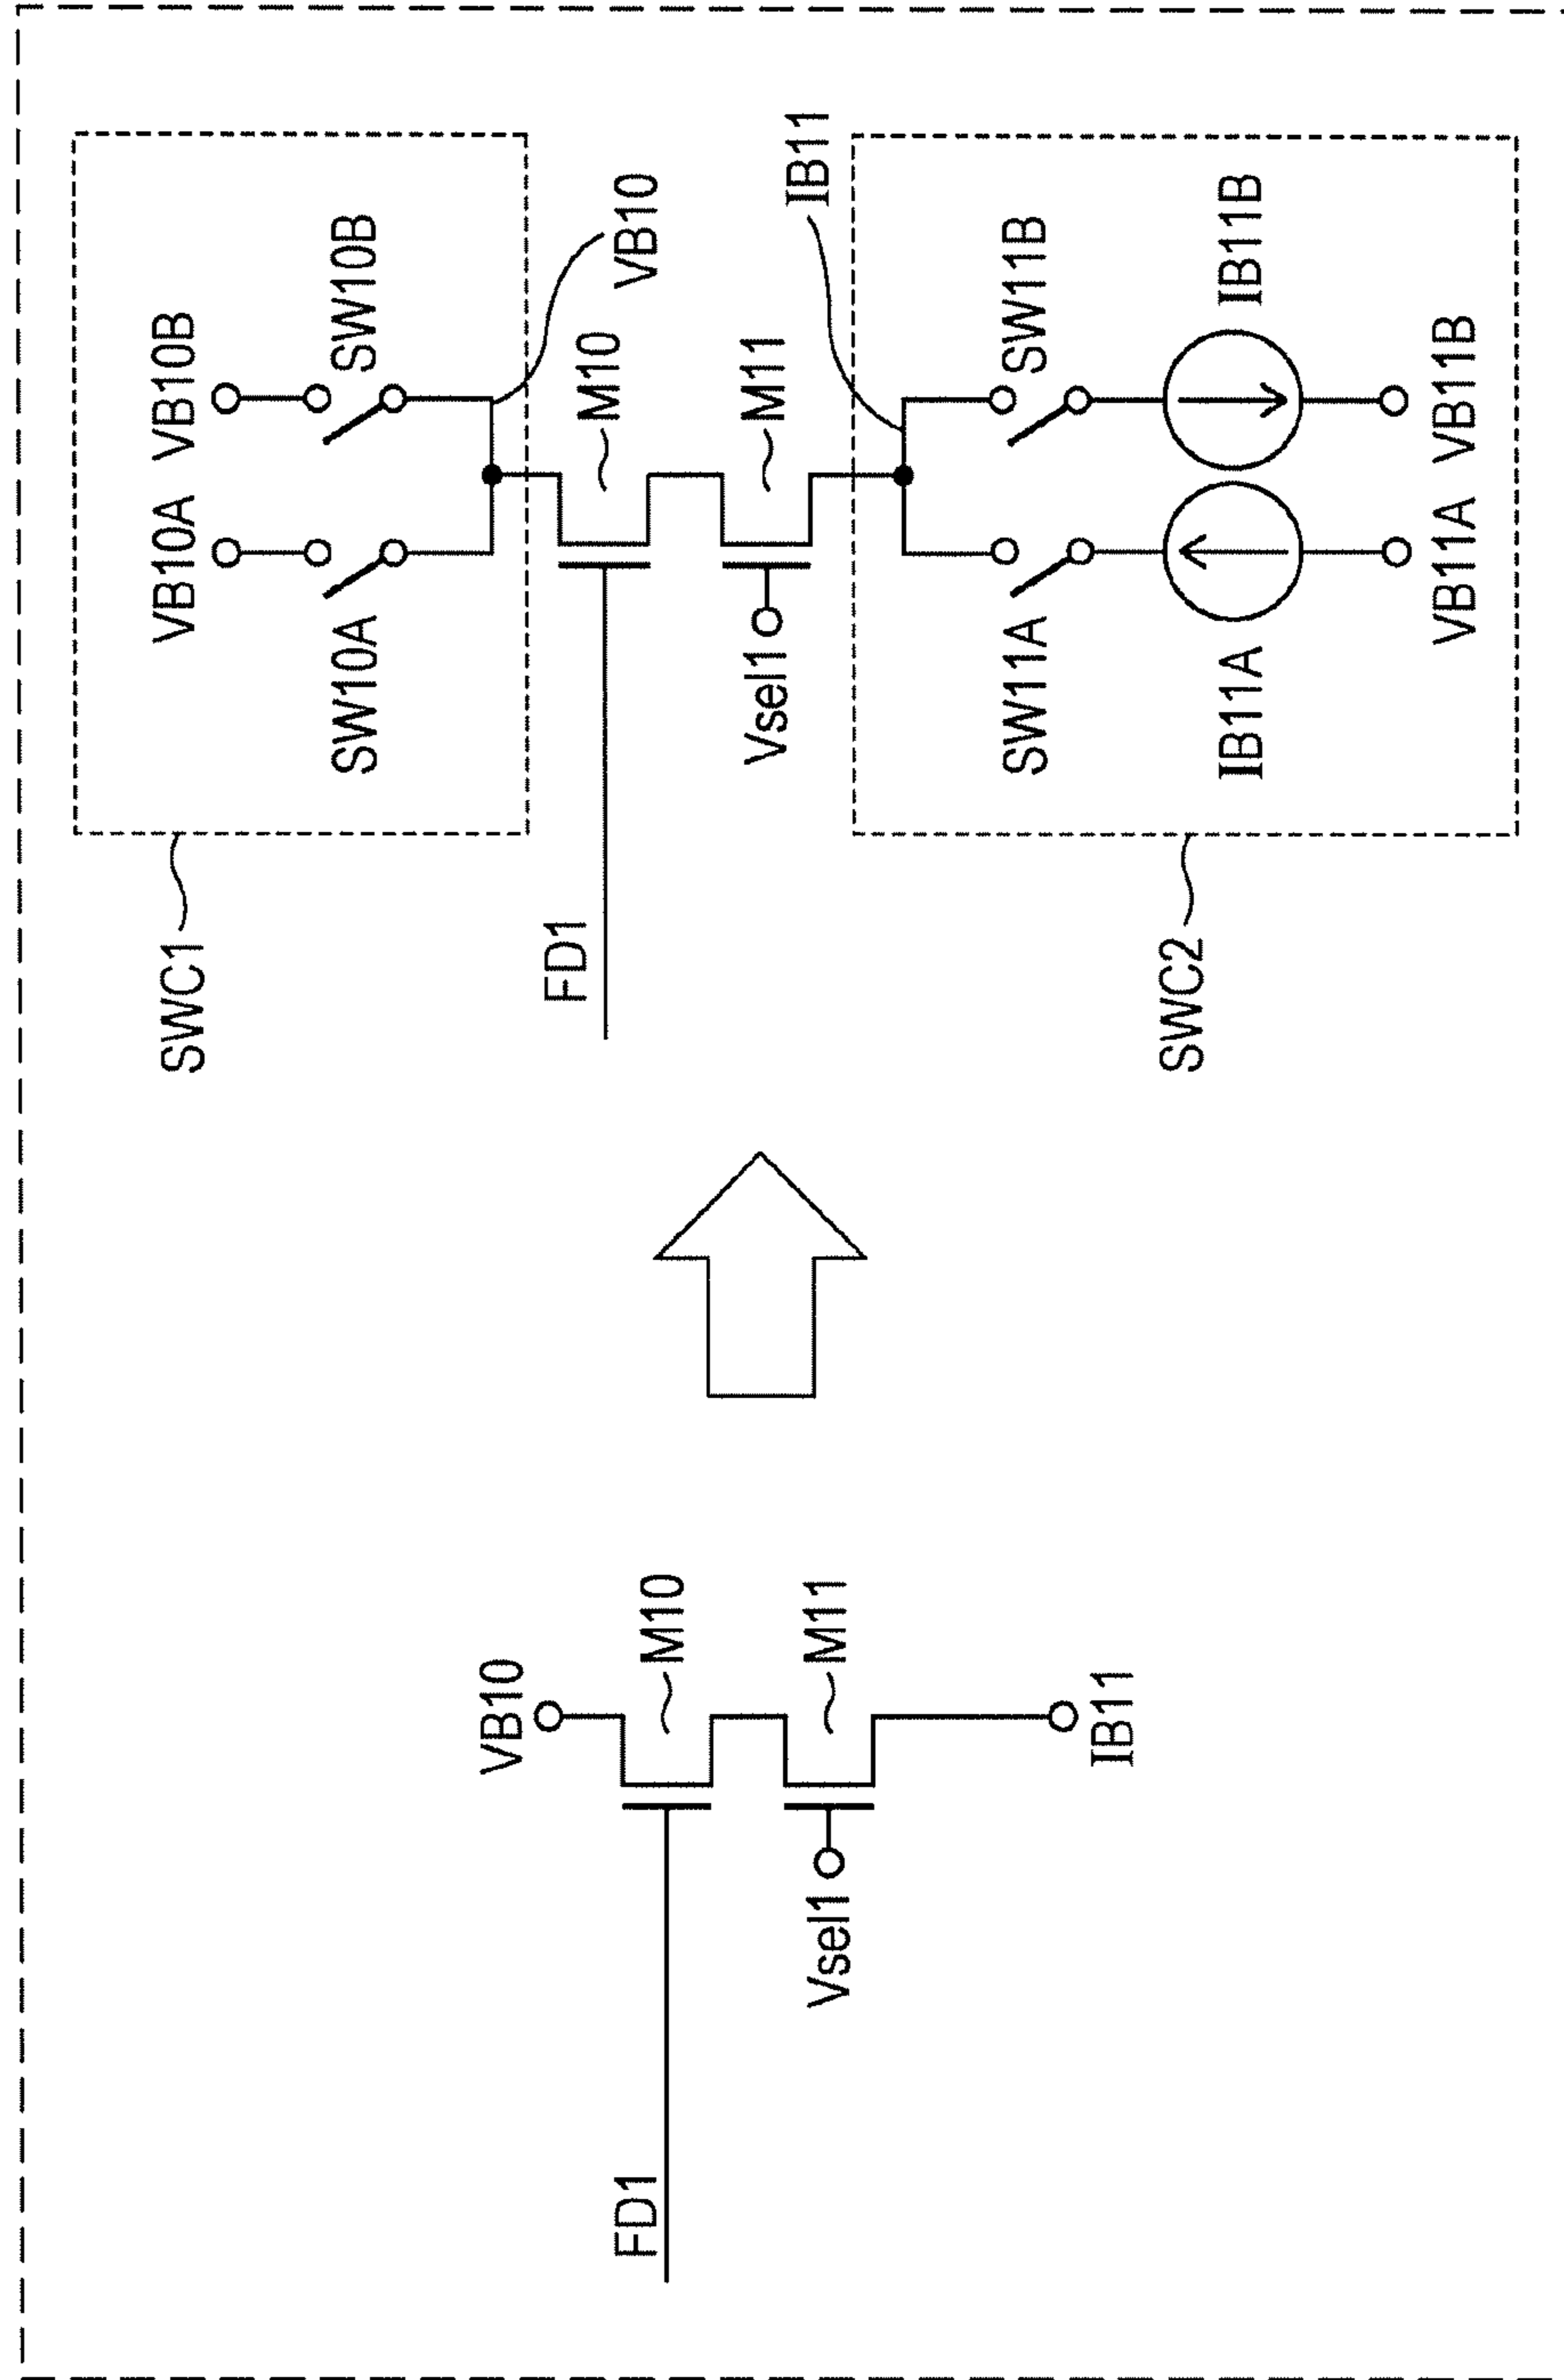 VB10
M10
FD1
M11
Vsel1
IB11
SWC1
VB10A
VB10B
SW10A
SW10B
VB10
FD1
M10
M11
Vsel1
IB11
SWC2
SW11A
SW11B
IB11A
IB11B
VB11A
VB11B